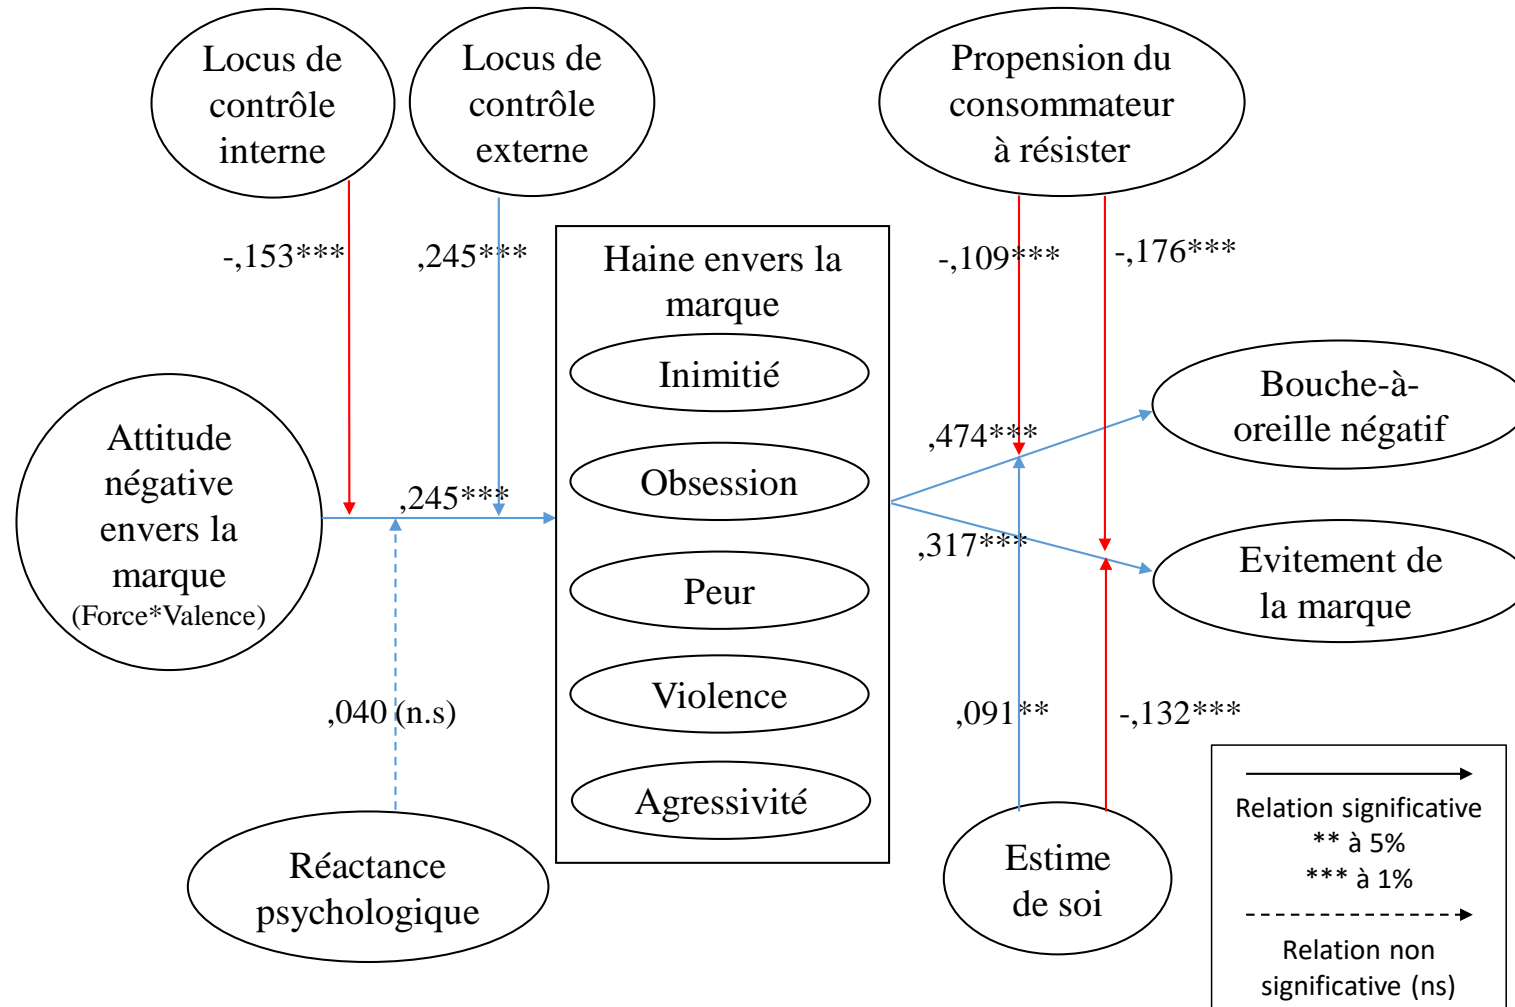 Locus de
contrôle
interne
Locus de
contrôle
externe
Propension du
consommateur
à résister
-,153***
,245***
-,109***
-,176***
Haine envers la
marque
Inimitié
Obsession
Peur
Violence
Agressivité
Attitude
négative
envers la
marque
(Force*Valence)
,245***
,474***
,317***
Bouche-à-
oreille négatif
Evitement de
la marque
,040 (n.s)
,091**
-,132***
Réactance
psychologique
Estime
de soi
Relation significative
** à 5%
*** à 1%
Relation non
significative (ns)